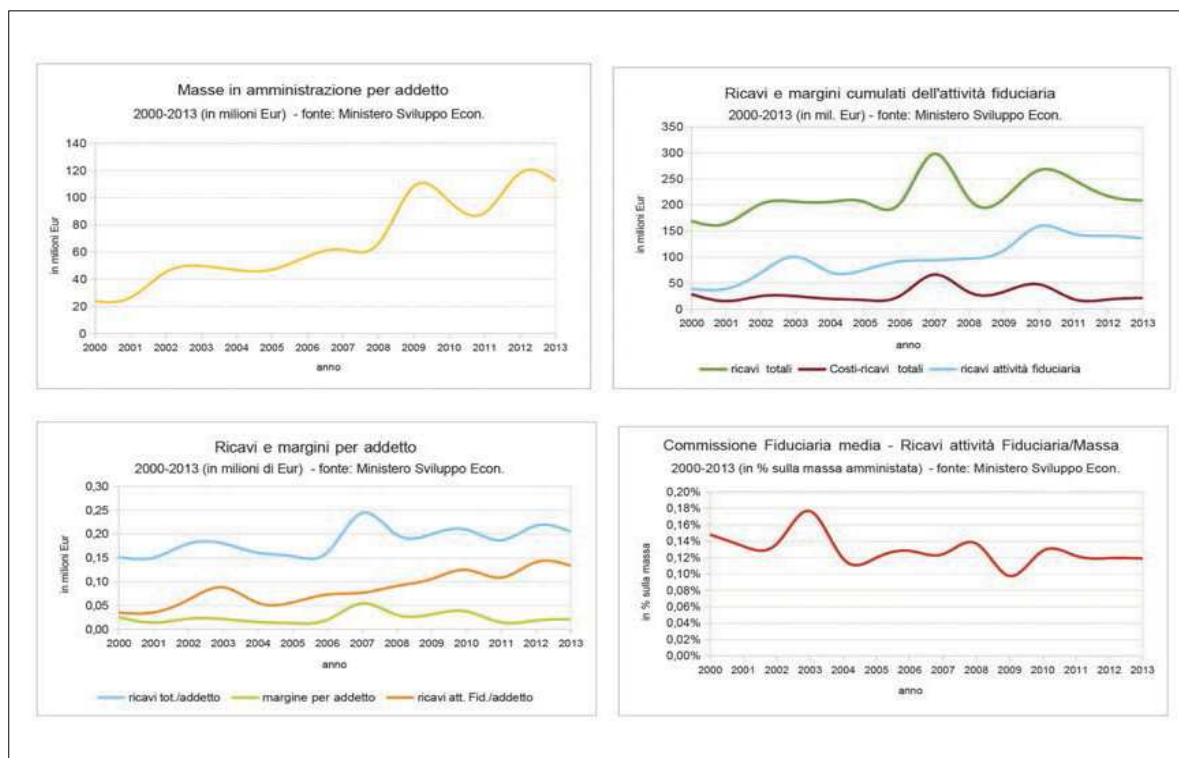 Masse in amministrazione per addetto
2000-2013 (in milioni Eur) - fonte: Ministero Sviluppo Econ.
140
120
100
80
60
40
20
0
in milioni Eur
2000 2001 2002 2003 2004 2005 2006 2007 2008 2009 2010 2011 2012 2013
anno
Ricavi e margini cumulati dell'attività fiduciaria
2000-2013 (in mil. Eur) - fonte: Ministero Sviluppo Econ.
350
300
250
200
150
100
50
0
in milioni Eur
2000 2001 2002 2003 2004 2005 2006 2007 2008 2009 2010 2011 2012 2013
anno
ricavi totali Costi-ricavi totali ricavi attività fiduciaria
Ricavi e margini per addetto
2000-2013 (in milioni di Eur) - fonte: Ministero Sviluppo Econ.
0,30
0,25
0,20
0,15
0,10
0,05
0,00
in milioni Eur
2000 2001 2002 2003 2004 2005 2006 2007 2008 2009 2010 2011 2012 2013
anno
ricavi tot./addetto margine per addetto ricavi att. Fid./addetto
Commissione Fiduciaria media - Ricavi attività Fiduciaria/Massa
2000-2013 (in % sulla massa amministata) - fonte: Ministero Sviluppo Econ.
0,20%
0,18%
0,16%
0,14%
0,12%
0,10%
0,08%
0,06%
0,04%
0,02%
0,00%
in % sulla massa
2000 2001 2002 2003 2004 2005 2006 2007 2008 2009 2010 2011 2012 2013
anno